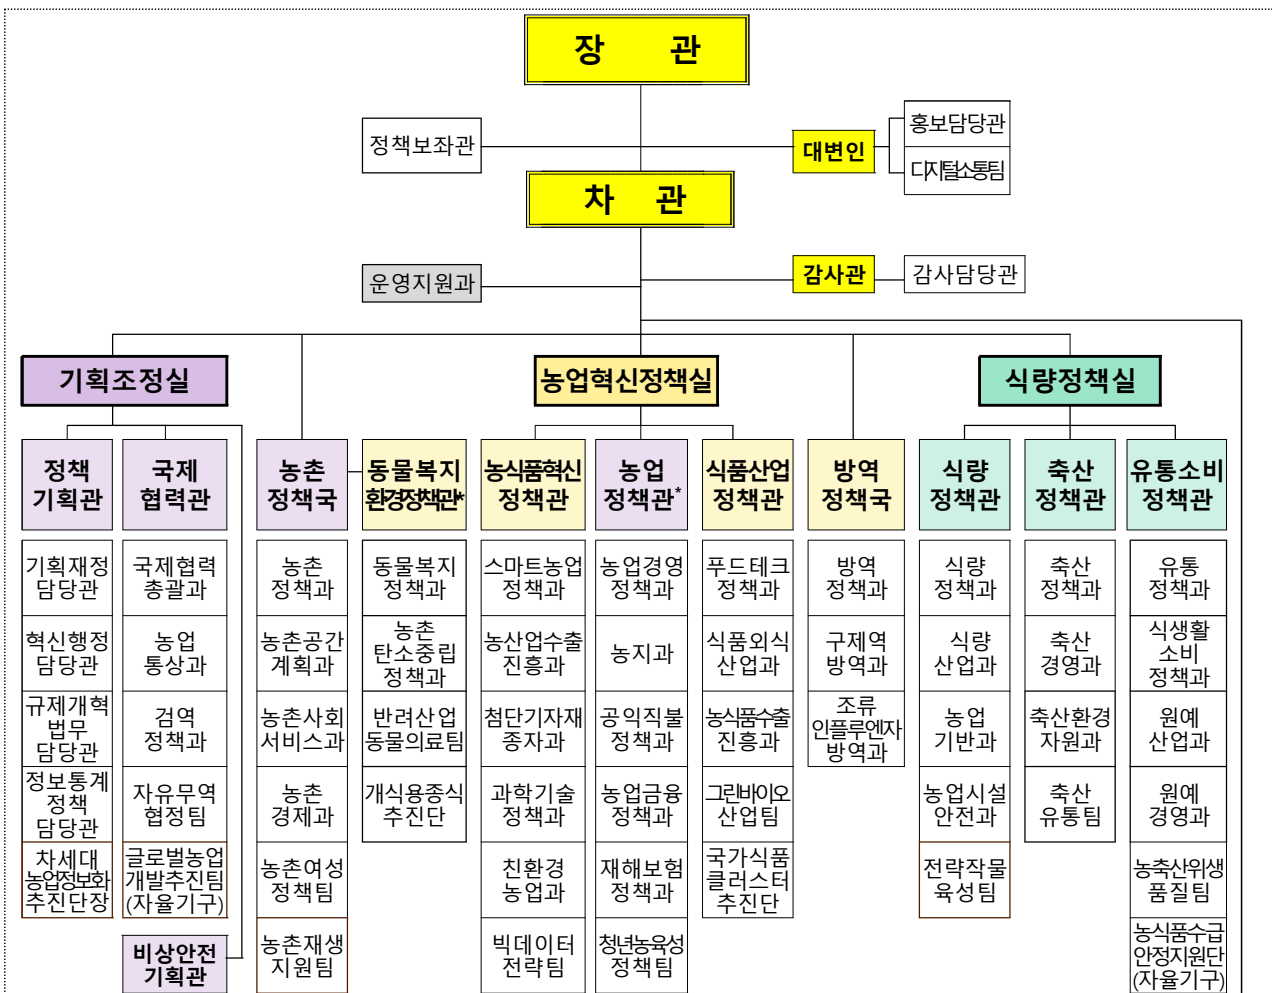 장 관
정책보좌관
대변인
홍보담당관
디지털소통팀
차 관
운영지원과
감사관
감사담당관
기획조정실
농업혁신정책실
식량정책실
정책
기획관
국제
협력관
농촌
정책국
동물복지
환경정책관*
농식품혁신
정책관
농업
정책관*
식품산업
정책관
방역
정책국
식량
정책관
축산
정책관
유통소비
정책관
기획재정
담당관
혁신행정
담당관
규제개혁
법무
담당관
정보통계
정책
담당관
차세대
농업정보화
추진단장
국제협력
총괄과
농업
통상과
검역
정책과
자유무역
협정팀
글로벌농업
개발추진팀
(자율기구)
비상안전
기획관
농촌
정책과
농촌공간
계획과
농촌사회
서비스과
농촌
경제과
농촌여성
정책팀
농촌재생
지원팀
동물복지
정책과
농촌
탄소중립
정책과
반려산업
동물의료팀
개식용종식
추진단
스마트농업
정책과
농산업수출
진흥과
첨단기자재
종자과
과학기술
정책과
친환경
농업과
빅데이터
전략팀
농업경영
정책과
농지과
공익직불
정책과
농업금융
정책과
재해보험
정책과
청년농육성
정책팀
푸드테크
정책과
식품외식
산업과
농식품수출
진흥과
그린바이오
산업팀
국가식품
클러스터
추진단
방역
정책과
구제역
방역과
조류
인플루엔자
방역과
식량
정책과
식량
산업과
농업
기반과
농업시설
안전과
전략작물
육성팀
축산
정책과
축산
경영과
축산환경
자원과
축산
유통팀
유통
정책과
식생활
소비
정책과
원예
산업과
원예
경영과
농축산위생
품질팀
농식품수급
안정지원단
(자율기구)